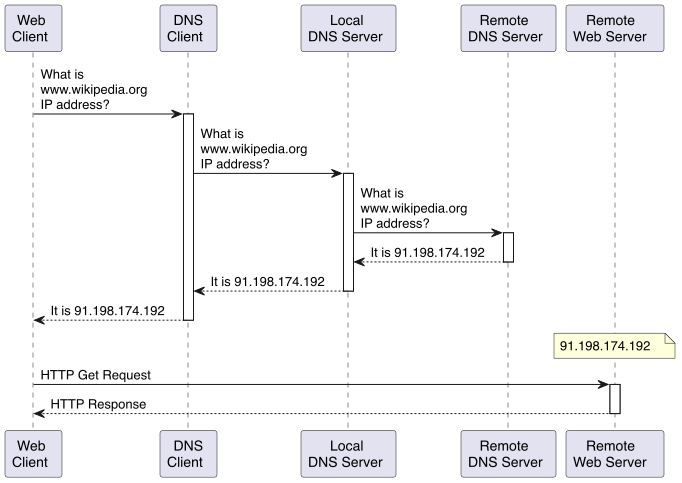 Web
Client
DNS
Client
Local
DNS Server
Remote
DNS Server
Remote
Web Server
What is
www.wikipedia.org
IP address?
What is
www.wikipedia.org
IP address?
What is
www.wikipedia.org
IP address?
It is 91.198.174.192
It is 91.198.174.192
It is 91.198.174.192
91.198.174.192
HTTP Get Request
HTTP Response
Web
Client
DNS
Client
Local
DNS Server
Remote
DNS Server
Remote
Web Server